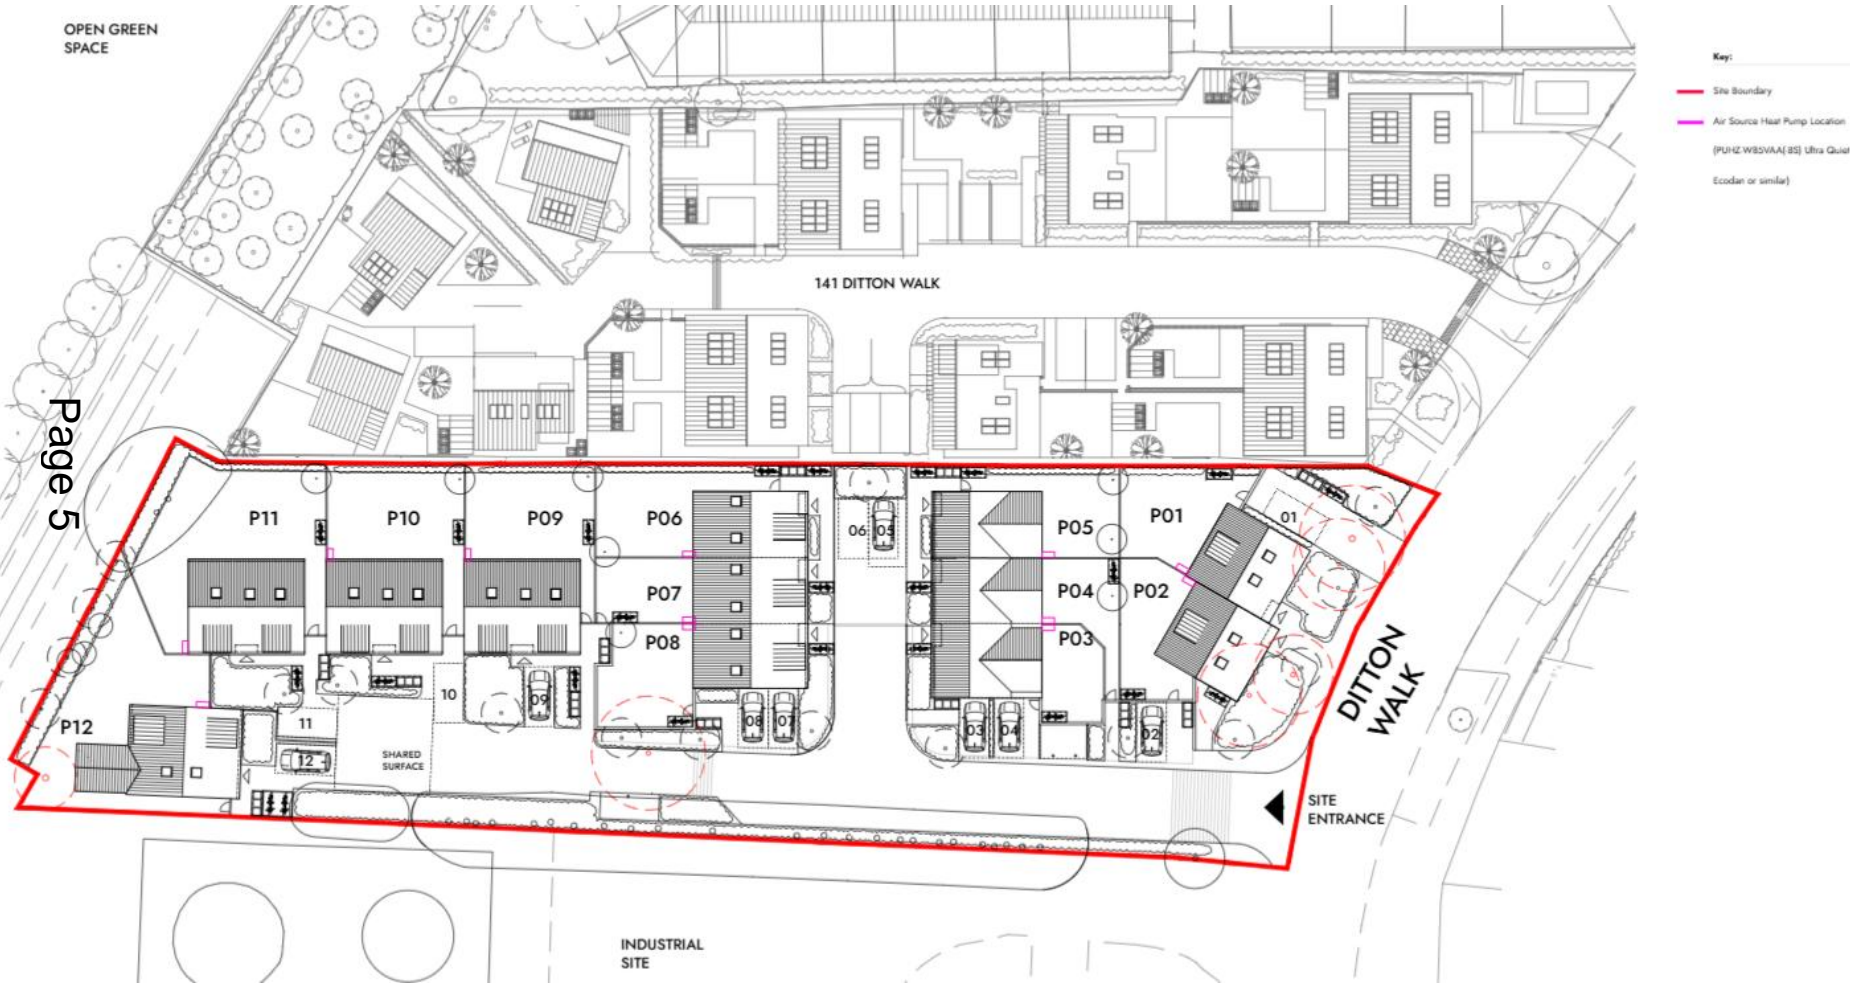 OPEN GREEN
SPACE
Key:
Site Boundary
Air Source Heat Pump Location
(PUHZ-W85VAA(-BS) Ultra Quiet
Ecodan or similar)
141 DITTON WALK
Page 5
P11
P10
P09
P06
06
05
P05
P01
01
P07
P04
P02
P08
P03
10
09
11
08
07
03
04
02
P12
12
SHARED
SURFACE
DITTON
WALK
SITE
ENTRANCE
INDUSTRIAL
SITE